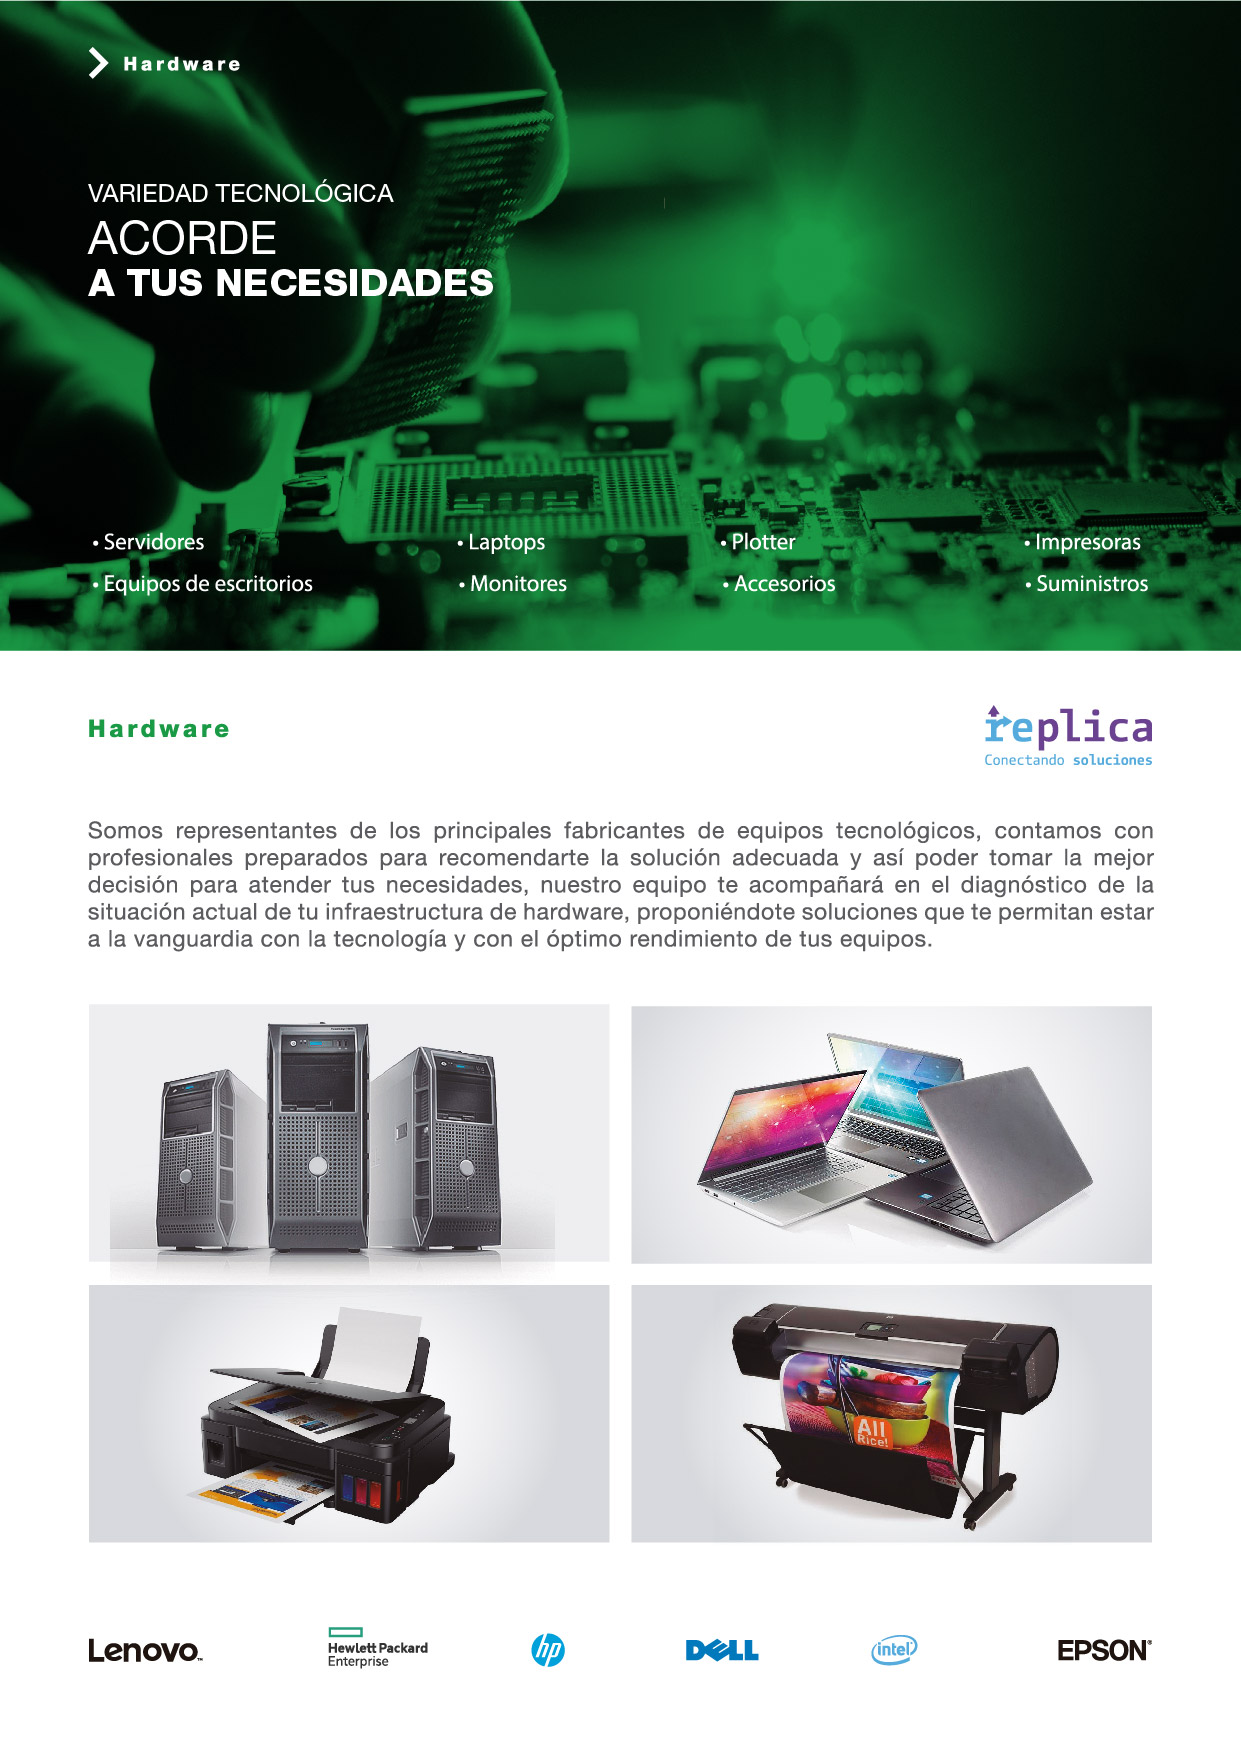 Hardware
VARIEDAD TECNOLÓGICA
ACORDE
A TUS NECESIDADES
• Servidores
• Laptops
• Plotter
• Impresoras
• Equipos de escritorios
• Monitores
• Accesorios
• Suministros
Hardware
replica
Conectando soluciones
Somos representantes de los principales fabricantes de equipos tecnológicos, contamos con
profesionales preparados para recomendarte la solución adecuada y así poder tomar la mejor
decisión para atender tus necesidades, nuestro equipo te acompañará en el diagnóstico de la
situación actual de tu infraestructura de hardware, proponiéndote soluciones que te permitan estar
a la vanguardia con la tecnología y con el óptimo rendimiento de tus equipos.
All
Rice!
Lenovo™
Hewlett Packard
Enterprise
hp
DELL
intel®
EPSON®